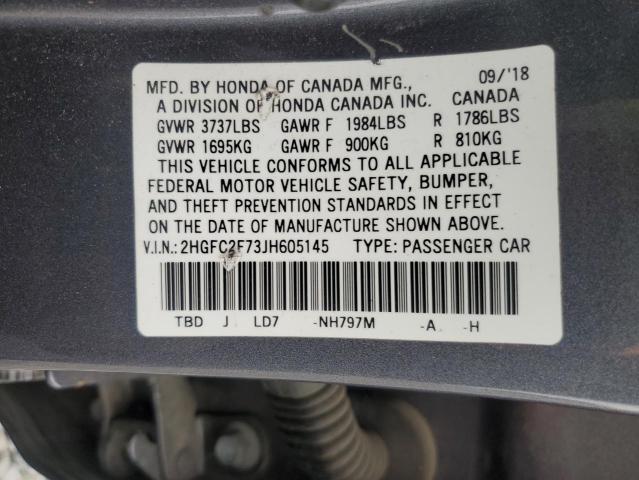 MFD. BY HONDA OF CANADA MFG., 09/'18
A DIVISION OF HONDA CANADA INC. CANADA
GVWR 3737LBS GAWR F 1984LBS R 1786LBS
GVWR 1695KG GAWR F 900KG R 810KG
THIS VEHICLE CONFORMS TO ALL APPLICABLE
FEDERAL MOTOR VEHICLE SAFETY, BUMPER,
AND THEFT PREVENTION STANDARDS IN EFFECT
ON THE DATE OF MANUFACTURE SHOWN ABOVE.
V.I.N.: 2HGFC2F73JH605145 TYPE: PASSENGER CAR
TBD J LD7 -NH797M -A -H